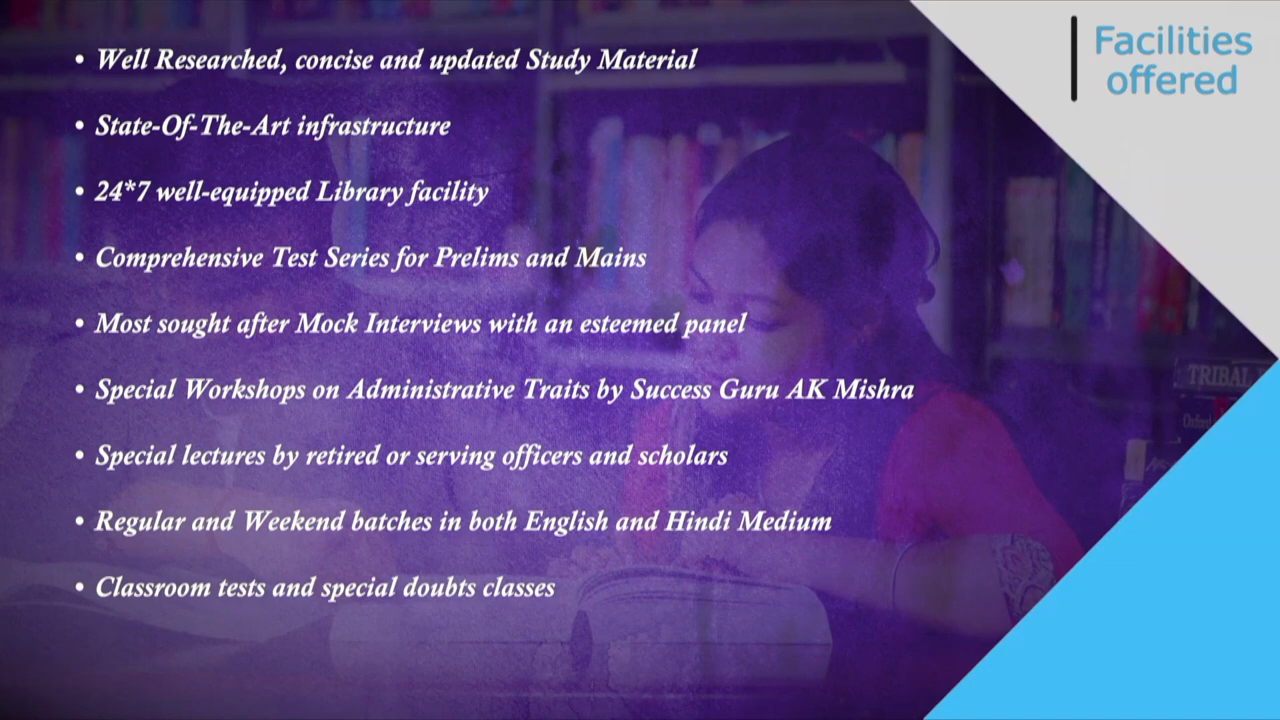 Facilities
offered
• Well Researched, concise and updated Study Material
• State-Of-The-Art infrastructure
• 24*7 well-equipped Library facility
• Comprehensive Test Series for Prelims and Mains
• Most sought after Mock Interviews with an esteemed panel
• Special Workshops on Administrative Traits by Success Guru AK Mishra
• Special lectures by retired or serving officers and scholars
• Regular and Weekend batches in both English and Hindi Medium
• Classroom tests and special doubts classes
TRIBAL
Oxford